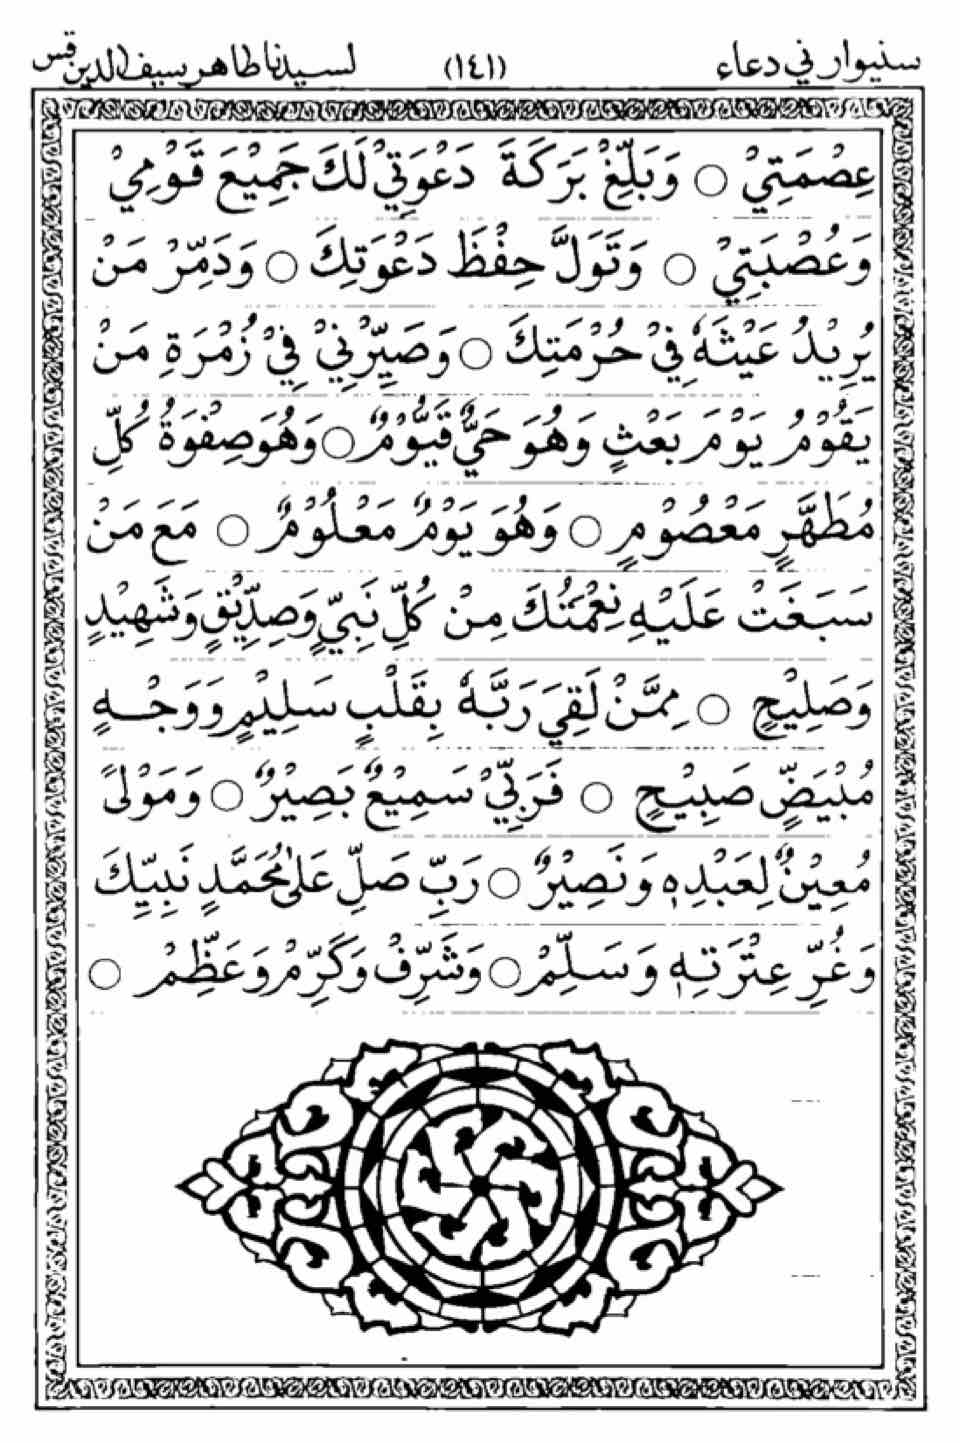 سنيوار ني دعاء (١٤١) لسيدنا طاهر سيف الدين قس
عِصْمَتِيْ ○ وَبَلِّغْ بَرَكَةَ دَعْوَتِيْ لَكَ جَمِيْعَ قَوْمِيْ
وَعُصْبَتِيْ ○ وَتَوَلَّ حِفْظَ دَعْوَتِكَ ○ وَدَمِّرْ مَنْ
يُرِيْدُ عَيْثَهٗ فِيْ حُرْمَتِكَ ○ وَصَيِّرْنِيْ فِيْ زُمْرَةِ مَنْ
يَقُوْمُ يَوْمَ بَعْثٍ وَهُوَ حَيٌّ قَيُّوْمٌ ○ وَهُوَ صِفْوَةُ كُلِّ
مُطَهَّرٍ مَعْصُوْمٍ ○ وَهُوَ يَوْمٌ مَعْلُوْمٌ ○ مَعَ مَنْ
سَبَغَتْ عَلَيْهِ نِعْمَتُكَ مِنْ كُلِّ نَبِيٍّ وَصِدِّيْقٍ وَشَهِيْدٍ
وَصَلِيْحٍ ○ مِمَّنْ لَقِيَ رَبَّهٗ بِقَلْبٍ سَلِيْمٍ وَوَجْهٍ
مُبْيَضٍّ صَبِيْحٍ ○ فَرَبِّيْ سَمِيْعٌ بَصِيْرٌ ○ وَمَوْلًى
مُعِيْنٌ لِعَبْدِهٖ وَنَصِيْرٌ ○ رَبِّ صَلِّ عَلٰى مُحَمَّدٍ نَبِيِّكَ
وَغُرِّ عِتْرَتِهٖ وَسَلِّمْ ○ وَشَرِّفْ وَكَرِّمْ وَعَظِّمْ ○